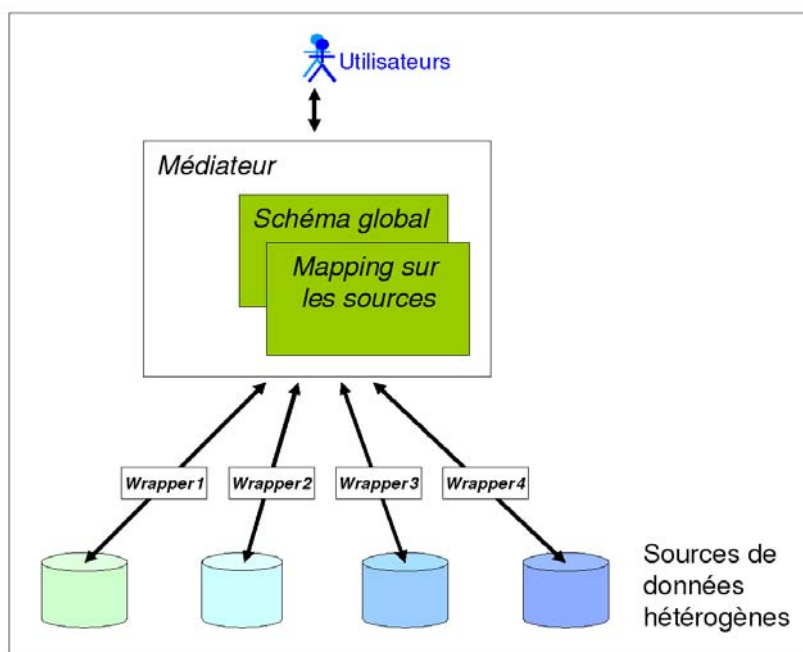 Utilisateurs
Médiateur
Schéma global
Mapping sur
les sources
Wrapper1
Wrapper2
Wrapper3
Wrapper4
Sources de
données
hétérogènes